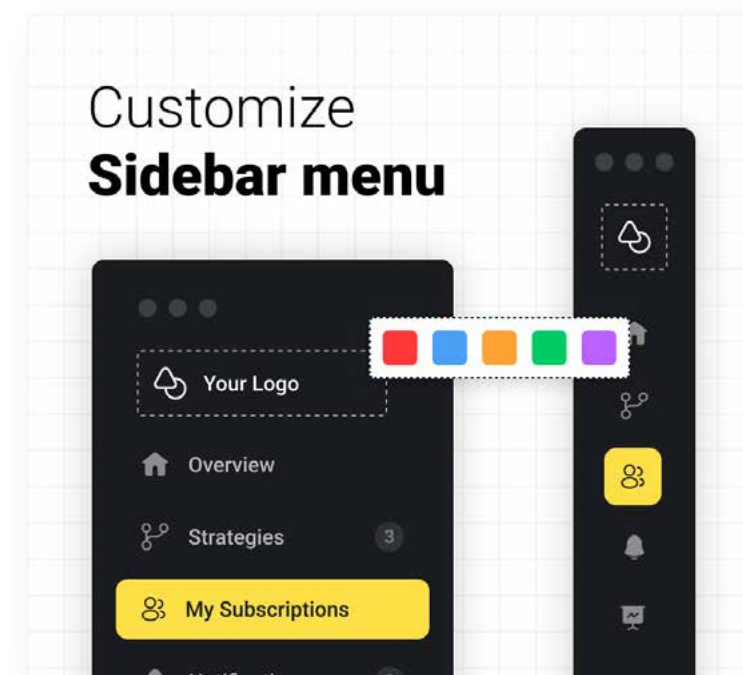 Customize
Sidebar menu
Your Logo
Overview
Strategies 3
My Subscriptions